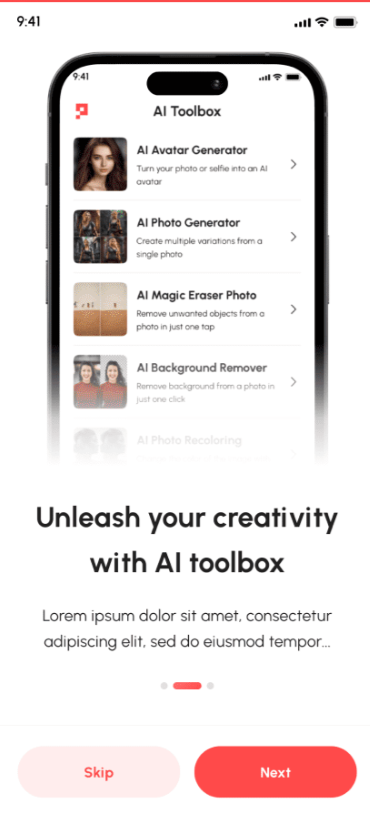 9:41
9:41
AI Toolbox
AI Avatar Generator
Turn your photo or selfie into an AI
avatar
AI Photo Generator
Create multiple variations from a
single photo
AI Magic Eraser Photo
Remove unwanted objects from a
photo in just one tap
AI Background Remover
Remove background from a photo in
just one click
AI Photo Recoloring
Unleash your creativity
with AI toolbox
Lorem ipsum dolor sit amet, consectetur
adipiscing elit, sed do eiusmod tempor...
Skip
Next